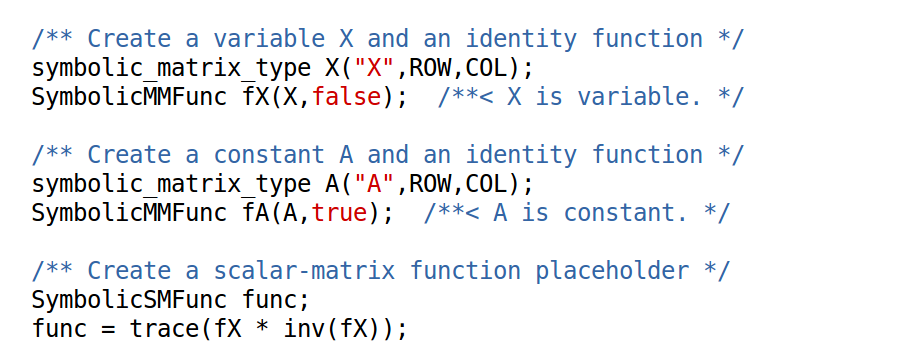 /** Create a variable X and an identity function */
symbolic_matrix_type X("X",ROW,COL);
SymbolicMMFunc fX(X,false);  /**< X is variable. */

/** Create a constant A and an identity function */
symbolic_matrix_type A("A",ROW,COL);
SymbolicMMFunc fA(A,true);  /**< A is constant. */

/** Create a scalar-matrix function placeholder */
SymbolicSMFunc func;
func = trace(fX * inv(fX));